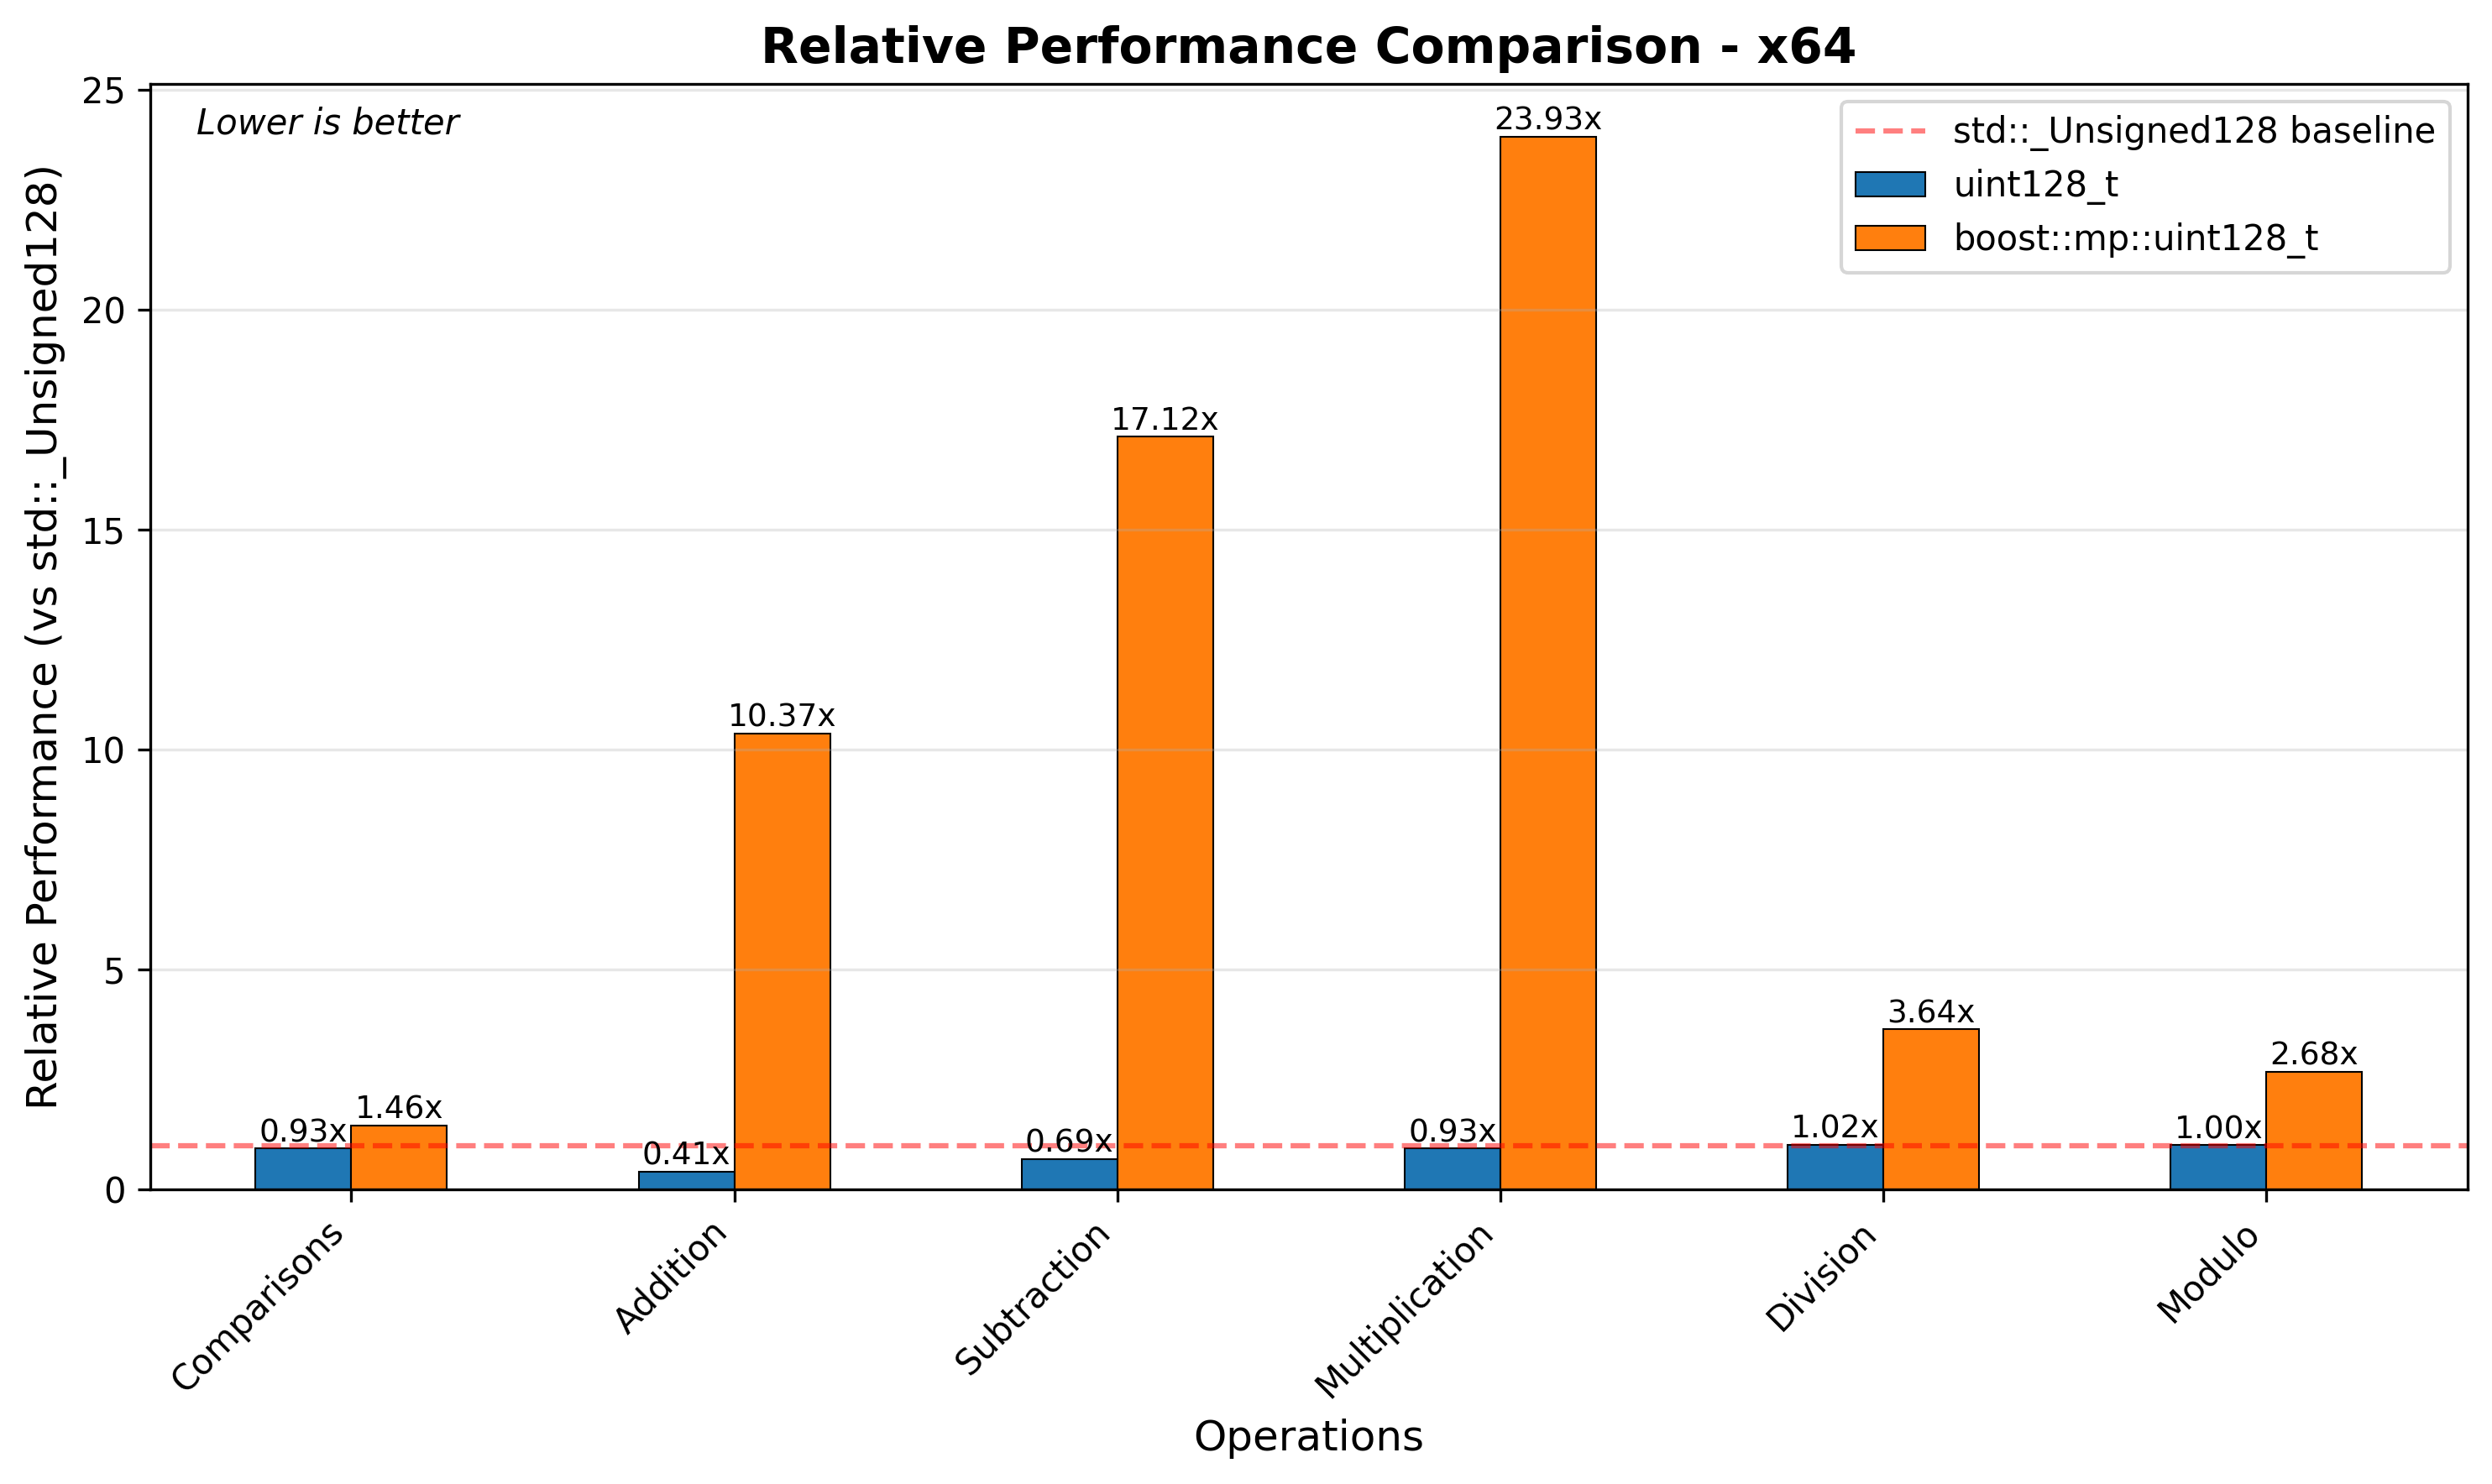 Relative Performance Comparison - x64
Lower is better
std::_Unsigned128 baseline
uint128_t
boost::mp::uint128_t
Relative Performance (vs std::_Unsigned128)
25
20
15
10
5
0
0.93x
1.46x
0.41x
10.37x
0.69x
17.12x
0.93x
23.93x
1.02x
3.64x
1.00x
2.68x
Comparisons
Addition
Subtraction
Multiplication
Division
Modulo
Operations